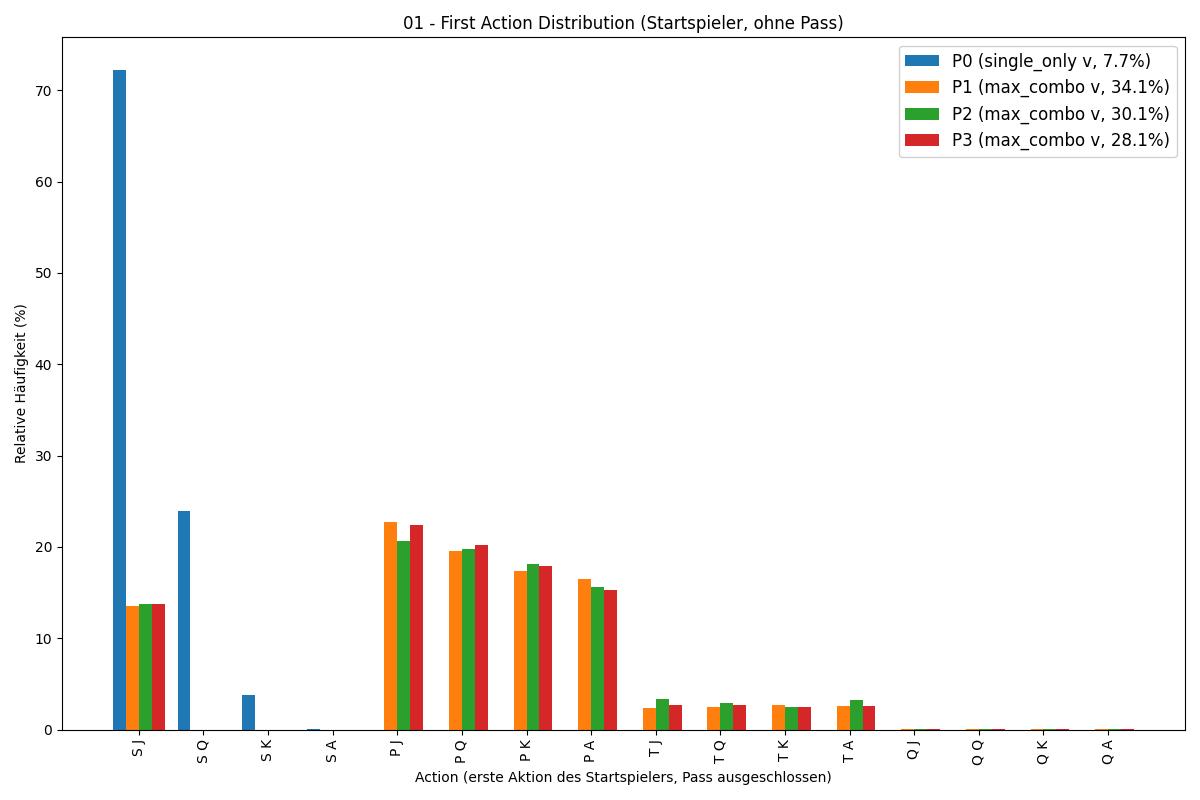 01 - First Action Distribution (Startspieler, ohne Pass)
P0 (single_only v, 7.7%)
P1 (max_combo v, 34.1%)
P2 (max_combo v, 30.1%)
P3 (max_combo v, 28.1%)
Relative Häufigkeit (%)
70
60
50
40
30
20
10
0
S J
S Q
S K
S A
P J
P Q
P K
P A
T J
T Q
T K
T A
Q J
Q Q
Q K
Q A
Action (erste Aktion des Startspielers, Pass ausgeschlossen)